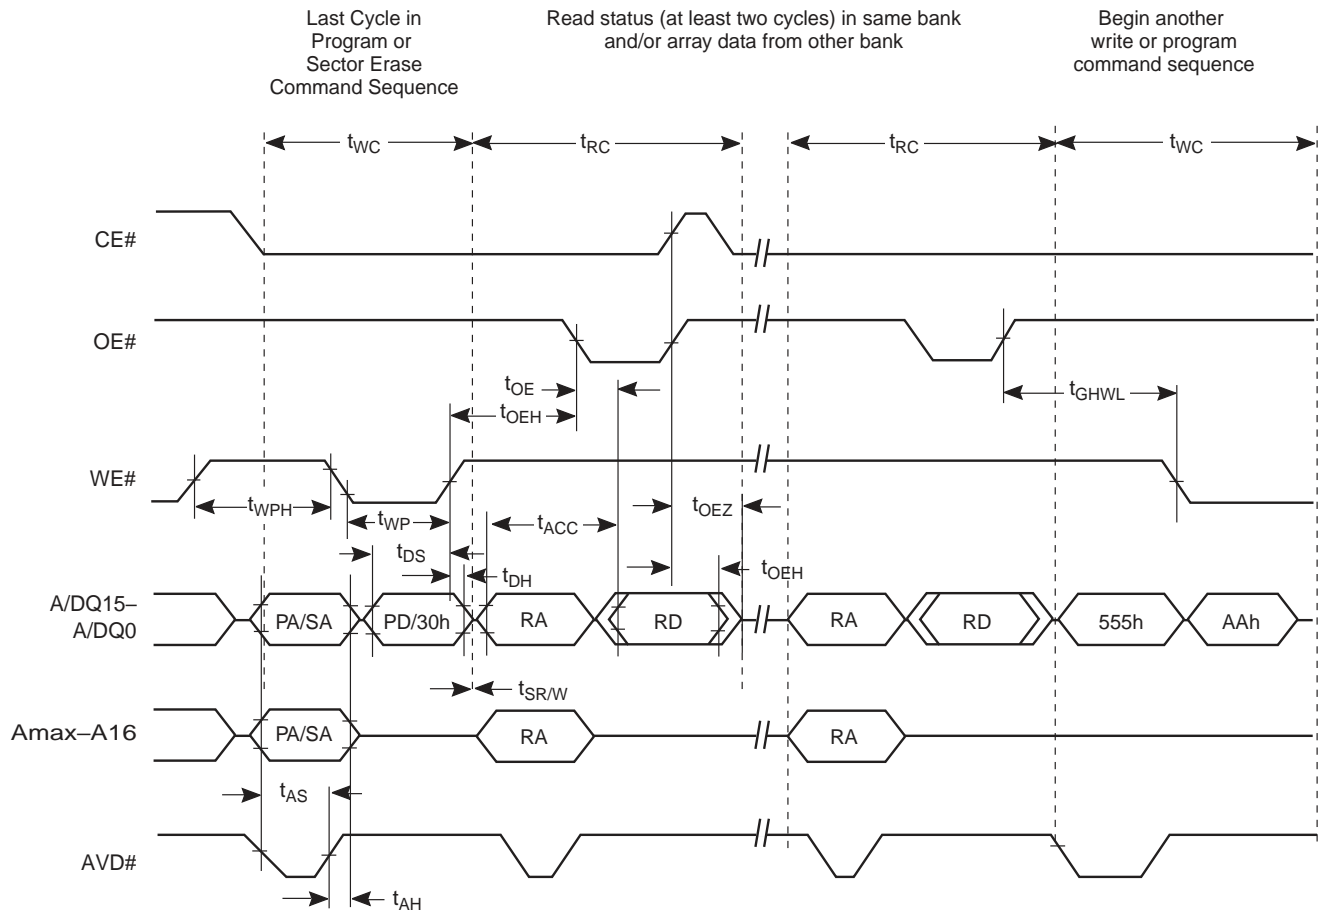 Last Cycle in
Program or
Sector Erase
Command Sequence
Read status (at least two cycles) in same bank
and/or array data from other bank
Begin another
write or program
command sequence
tWC
tRC
tRC
tWC
CE#
OE#
tOE
tOEH
tGHWL
WE#
tWPH
tWP
tACC
tOEZ
tDS
tDH
tOEH
A/DQ15–
A/DQ0
PA/SA
PD/30h
RA
RD
RA
RD
555h
AAh
tSR/W
Amax–A16
PA/SA
RA
RA
tAS
AVD#
tAH